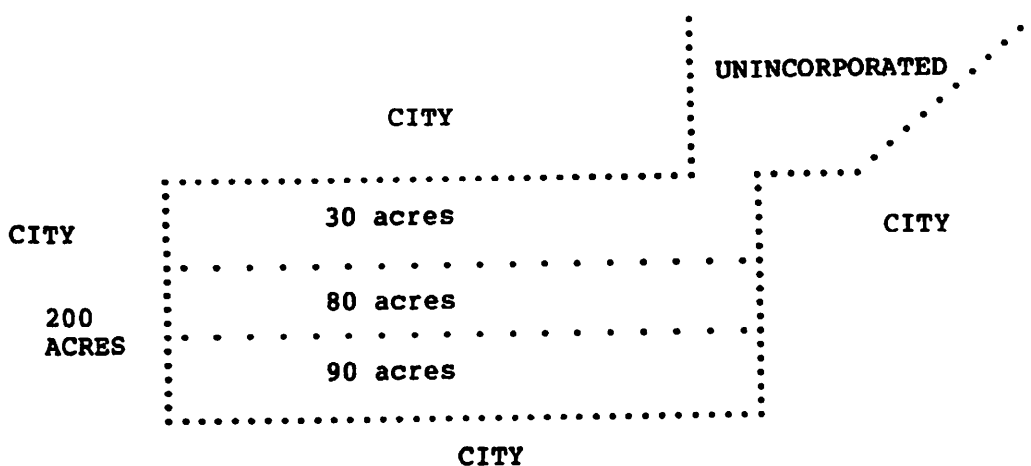 UNINCORPORATED
CITY
30 acres
CITY
CITY
80 acres
200
ACRES
90 acres
CITY